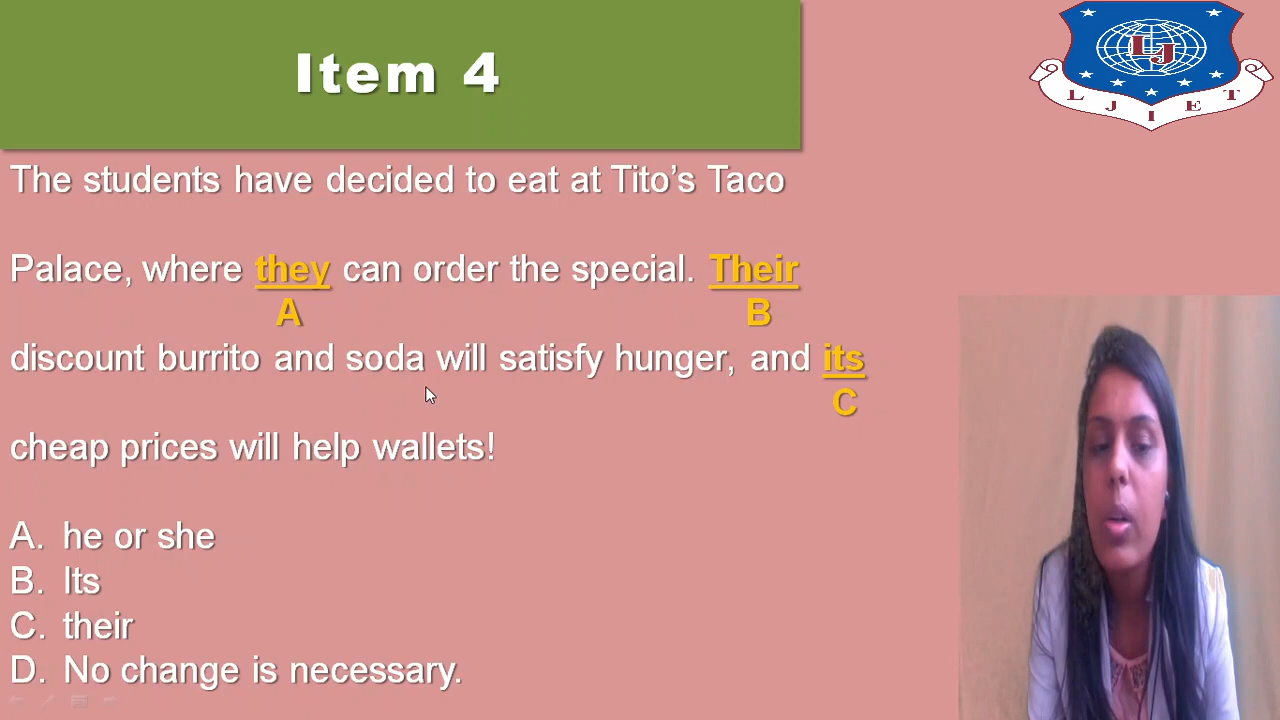 Item 4
LJ
L J I E T
The students have decided to eat at Tito’s Taco
Palace, where they can order the special. Their
A B
discount burrito and soda will satisfy hunger, and its
C
cheap prices will help wallets!
A. he or she
B. Its
C. their
D. No change is necessary.